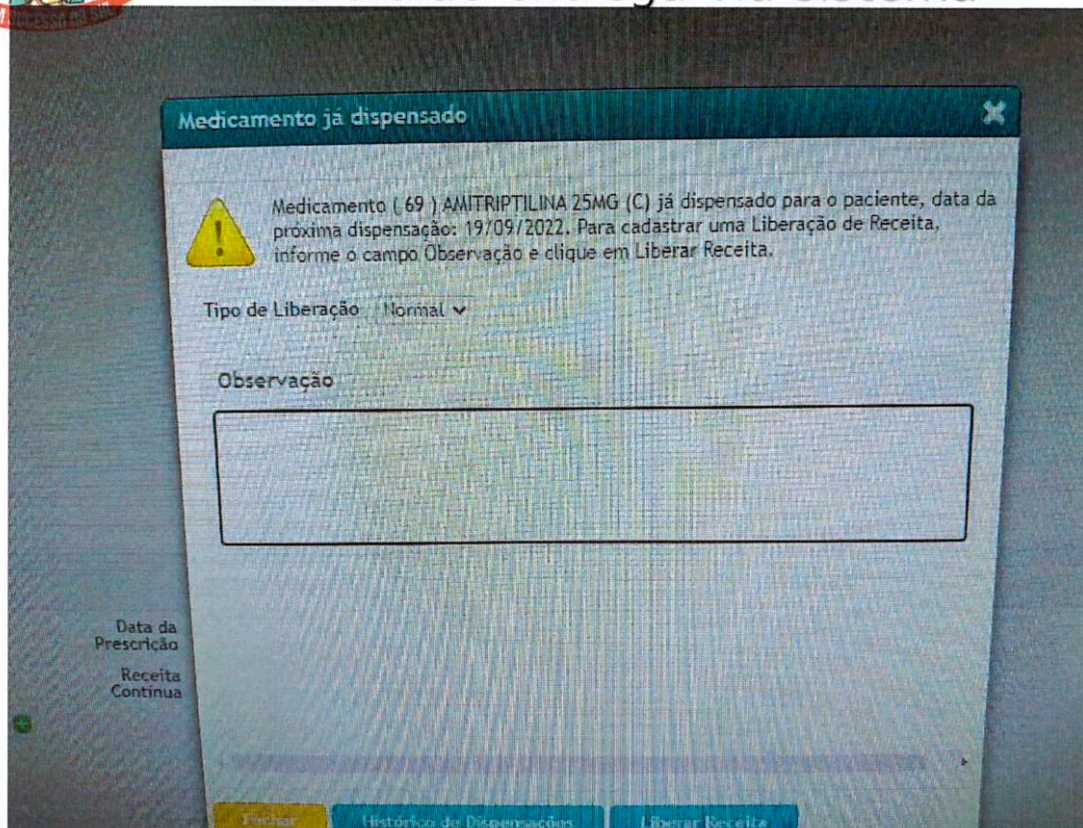 sistema
Medicamento já dispensado
Medicamento ( 69 ) AMITRIPTILINA 25MG (C) já dispensado para o paciente, data da
próxima dispensação: 19/09/2022. Para cadastrar uma Liberação de Receita,
informe o campo Observação e clique em Liberar Receita.
Tipo de Liberação Normal
Observação
Data da
Prescrição
Receita
Contínua
Fechar Histórico de Dispensações Liberar Receita